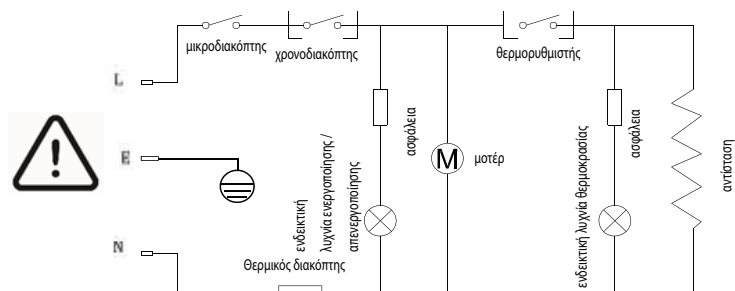 μικροδιακόπτης
χρονοδιακόπτης
θερμορυθμιστής
L
E
N
ενδεικτική
λυχνία ενεργοποίησης /
απενεργοποίησης
ασφάλεια
M
μοτέρ
ενδεικτική λυχνία θερμοκρασίας
ασφάλεια
αντίσταση
Θερμικός διακόπτης